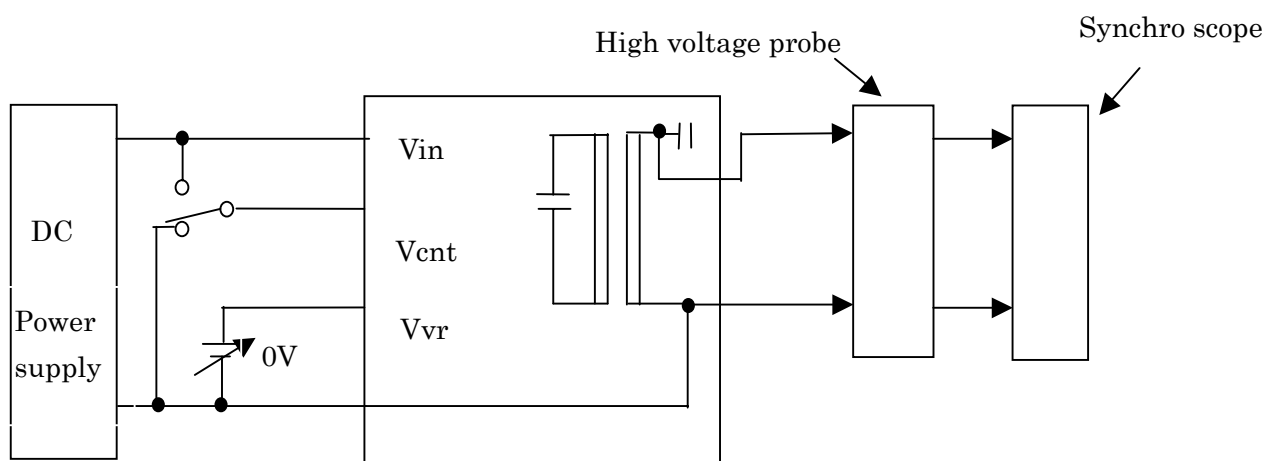 Synchro scope
High voltage probe
Vin
DC
Vcnt
Power
Vvr
supply
0V